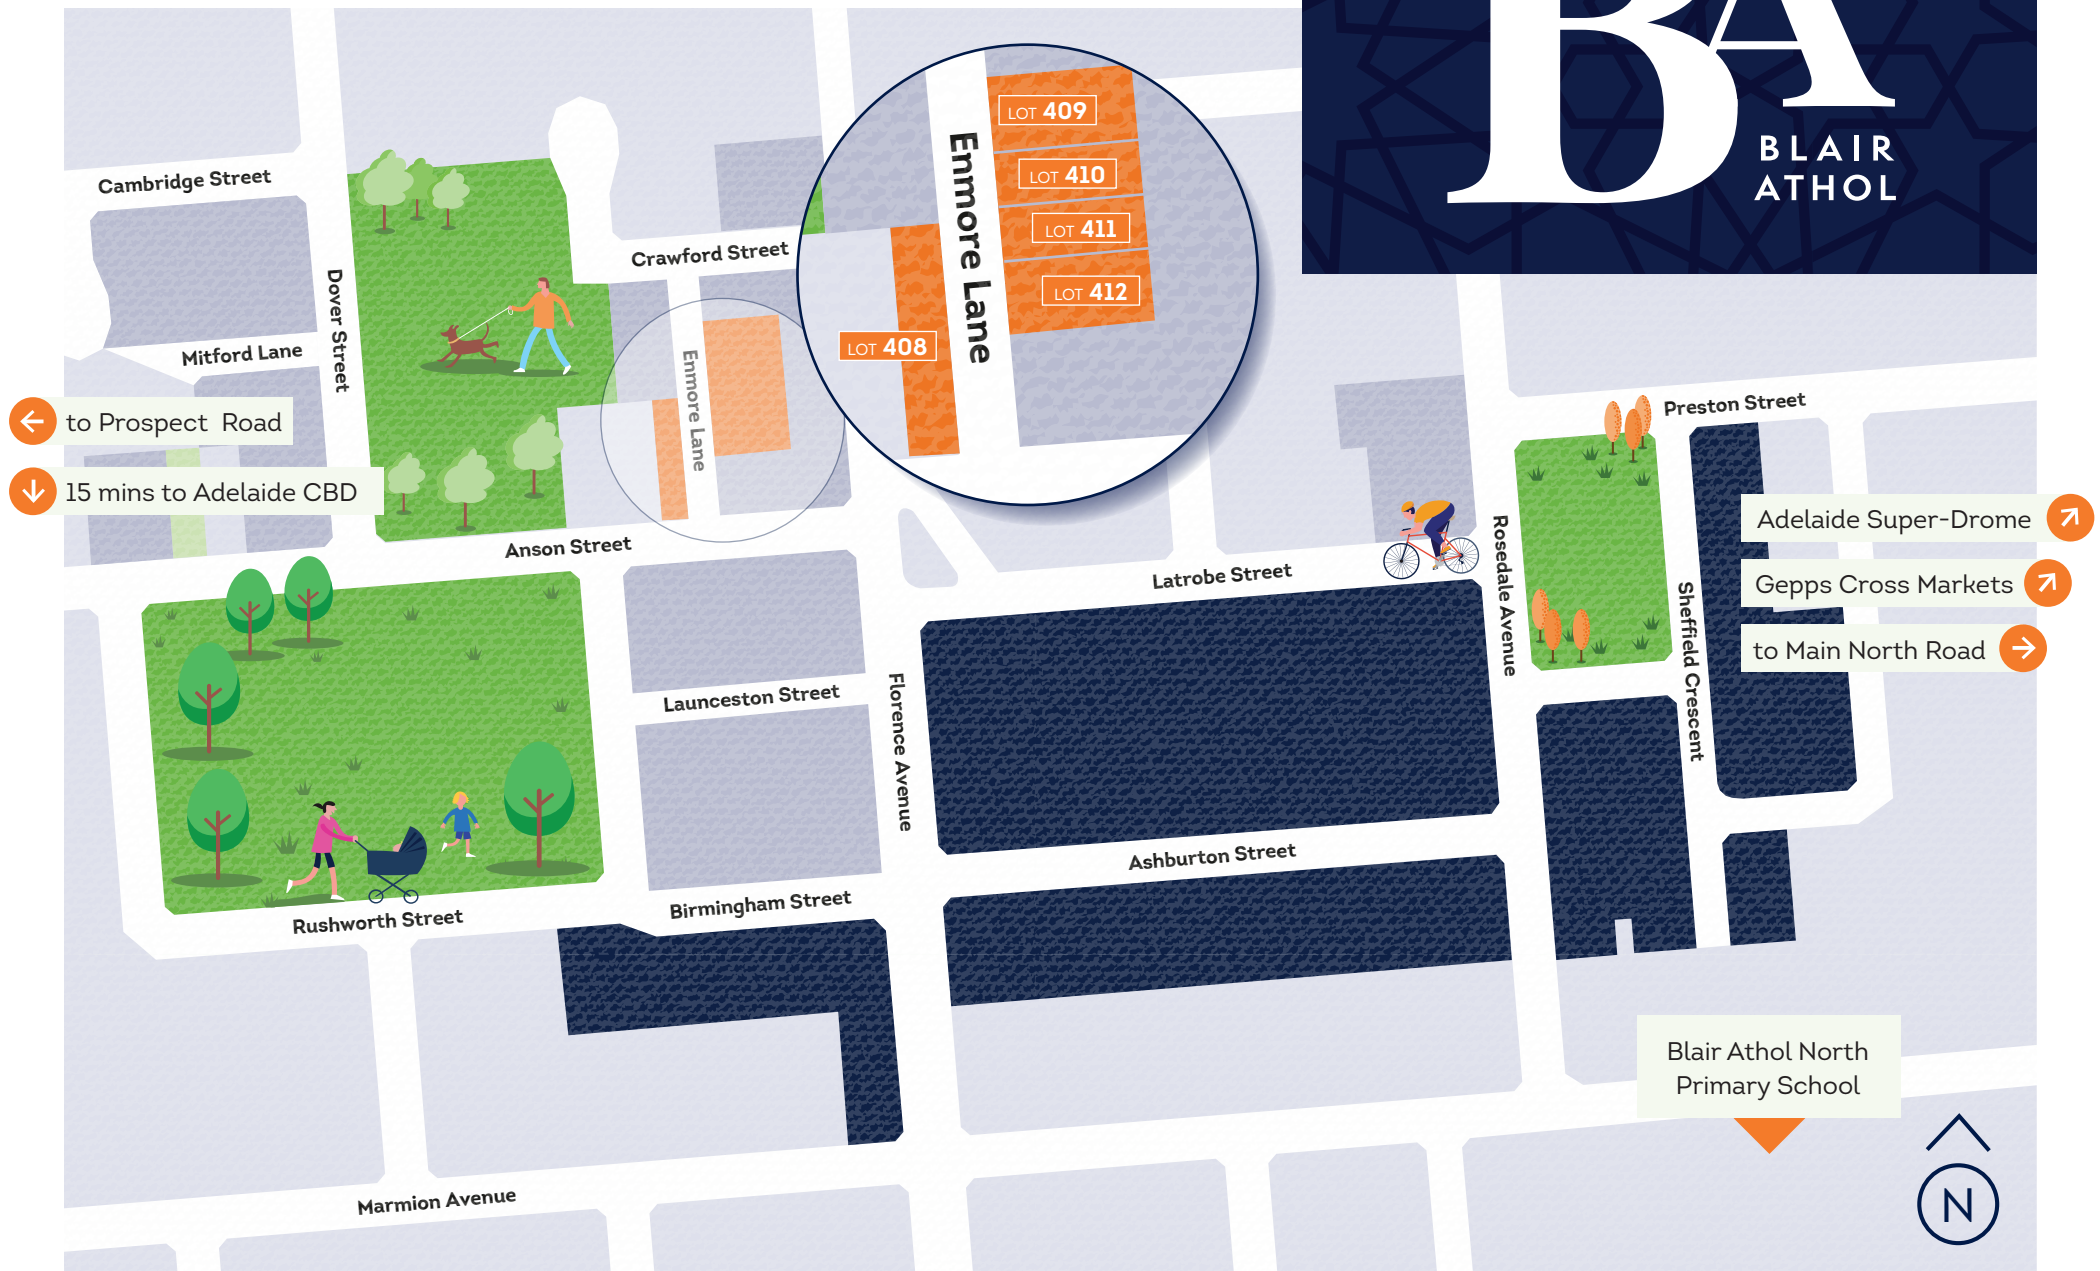 BA
BLAIR
ATHOL
LOT 409
LOT 410
LOT 411
LOT 412
LOT 408
Enmore Lane
Cambridge Street
Crawford Street
Dover Street
Mitford Lane
Enmore Lane
to Prospect Road
15 mins to Adelaide CBD
Preston Street
Adelaide Super-Drome
Gepps Cross Markets
to Main North Road
Anson Street
Latrobe Street
Rosedale Avenue
Sheffield Crescent
Launceston Street
Florence Avenue
Ashburton Street
Birmingham Street
Rushworth Street
Blair Athol North
Primary School
Marmion Avenue
N